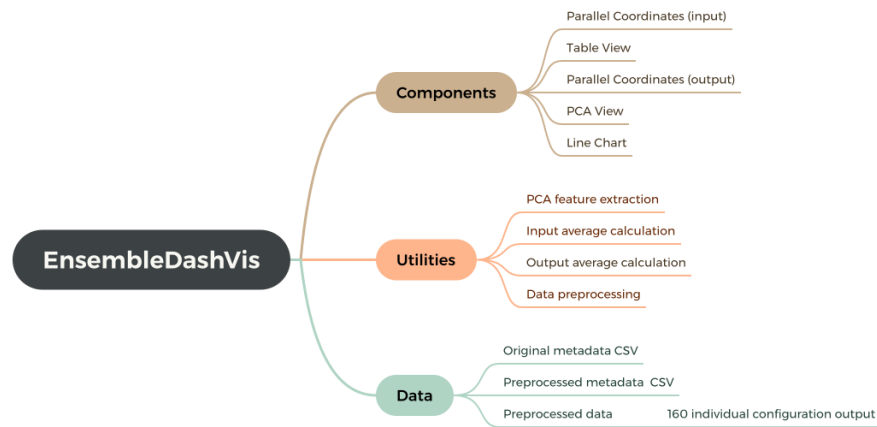 EnsembleDashVis
Components
Parallel Coordinates (input)
Table View
Parallel Coordinates (output)
PCA View
Line Chart
Utilities
PCA feature extraction
Input average calculation
Output average calculation
Data preprocessing
Data
Original metadata CSV
Preprocessed metadata CSV
Preprocessed data 160 individual configuration output